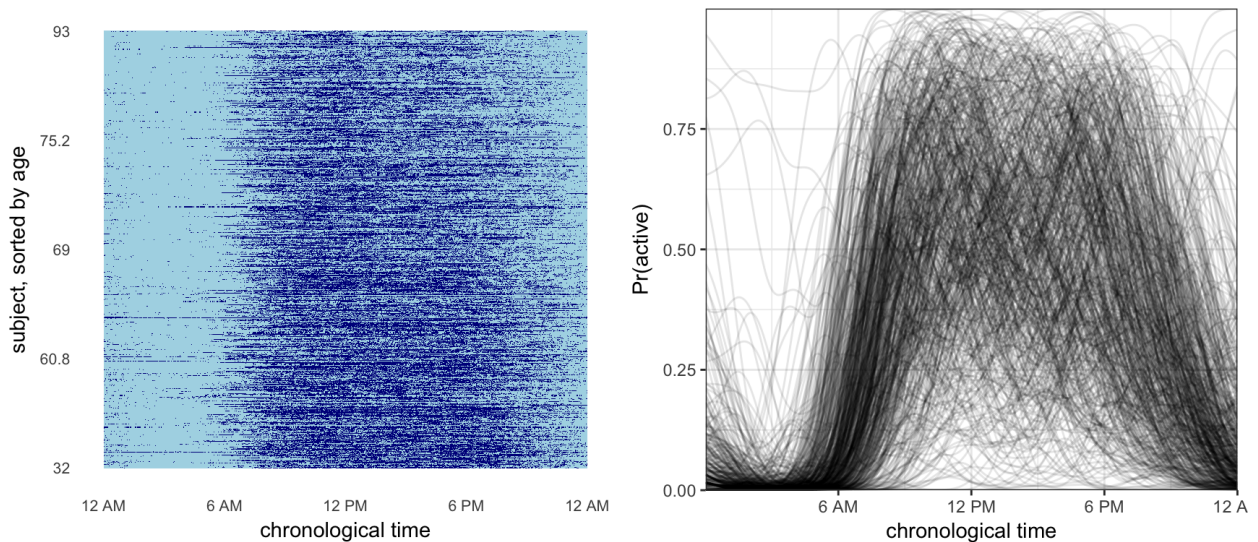 93
75.2
69
60.8
32
subject, sorted by age
12 AM 6 AM 12 PM 6 PM 12 AM
chronological time
0.75
0.50
0.25
0.00
Pr(active)
6 AM 12 PM 6 PM 12 A
chronological time